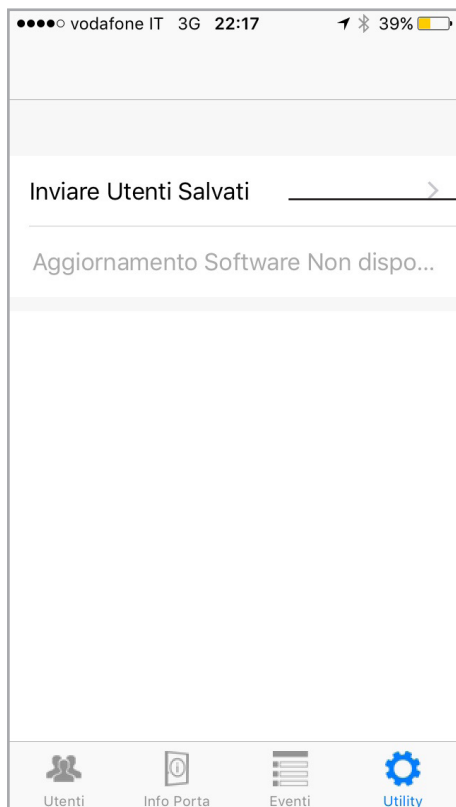 vodafone IT 3G 22:17 39%
Inviare Utenti Salvati
Aggiornamento Software Non dispo...
Utenti Info Porta Eventi Utility